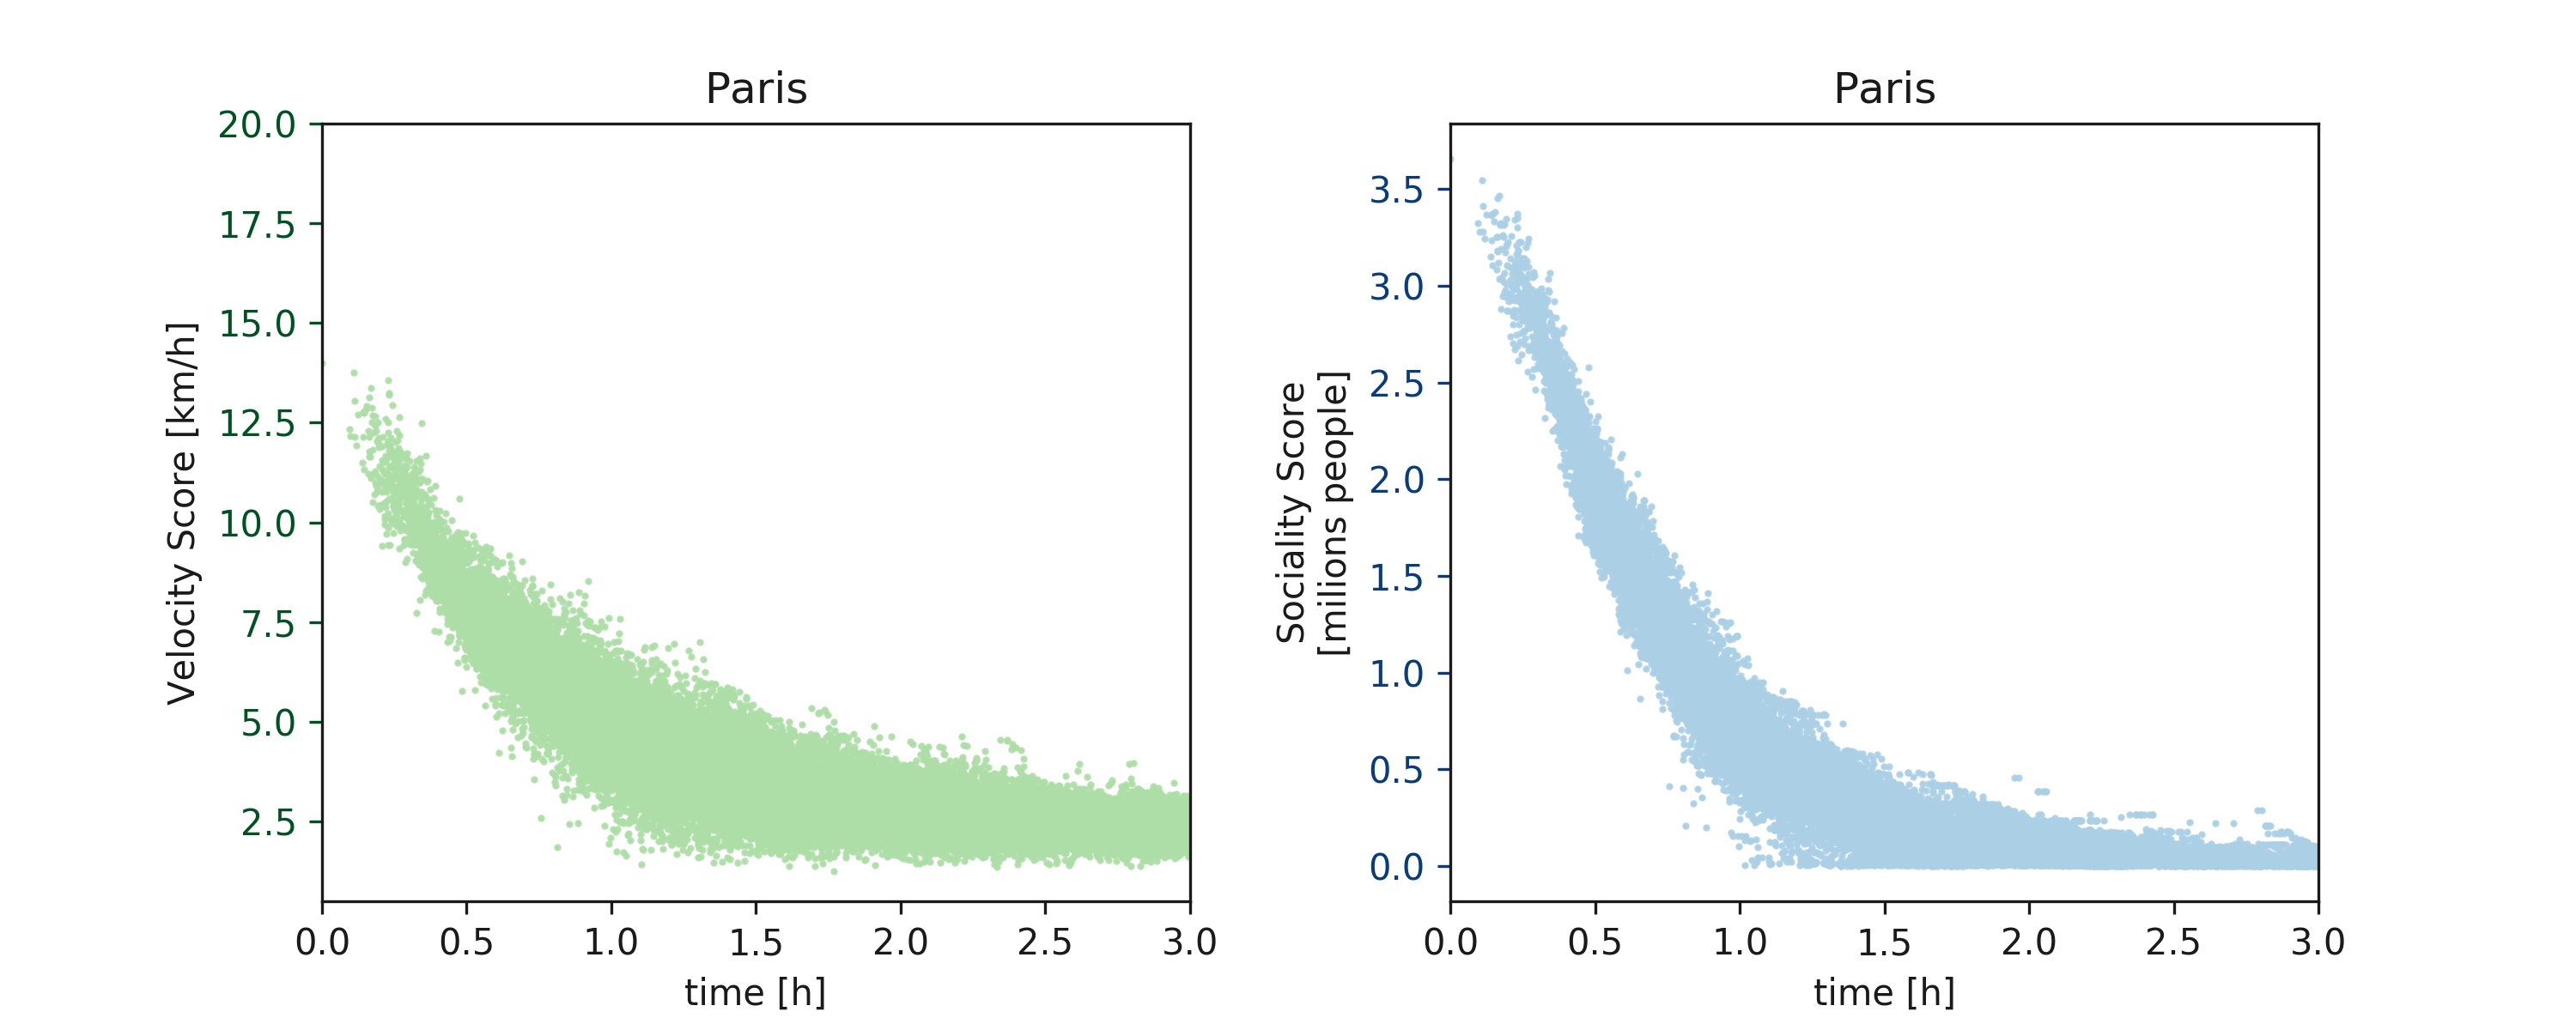 Paris
20.0
17.5
15.0
12.5
10.0
7.5
5.0
2.5
Velocity Score [km/h]
0.0 0.5 1.0 1.5 2.0 2.5 3.0
time [h]
Paris
3.5
3.0
2.5
2.0
1.5
1.0
0.5
0.0
Sociality Score
[milions people]
0.0 0.5 1.0 1.5 2.0 2.5 3.0
time [h]